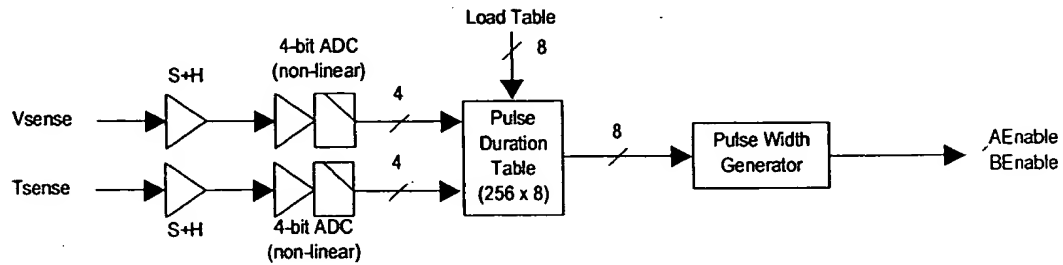 Load Table
8
4-bit ADC
(non-linear)
S+H
4
Vsense
Pulse
Duration
Table
(256 x 8)
8
Pulse Width
Generator
AEnable
BEnable
Tsense
4
S+H
4-bit ADC
(non-linear)